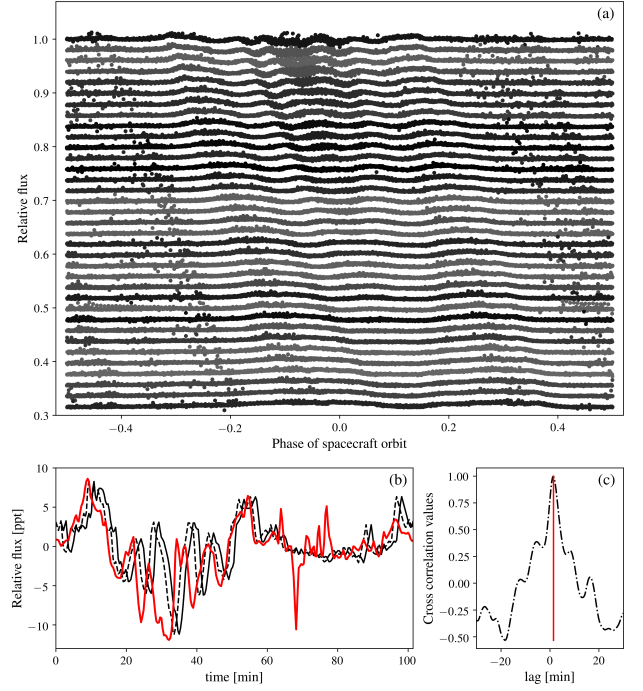 (a)
1.0
0.9
0.8
0.7
0.6
0.5
0.4
0.3
Relative flux
−0.4 −0.2 0.0 0.2 0.4
Phase of spacecraft orbit
(b)
10
5
0
−5
−10
Relative flux [ppt]
0 20 40 60 80 100
time [min]
(c)
1.00
0.75
0.50
0.25
0.00
−0.25
−0.50
Cross correlation values
−20 0 20
lag [min]